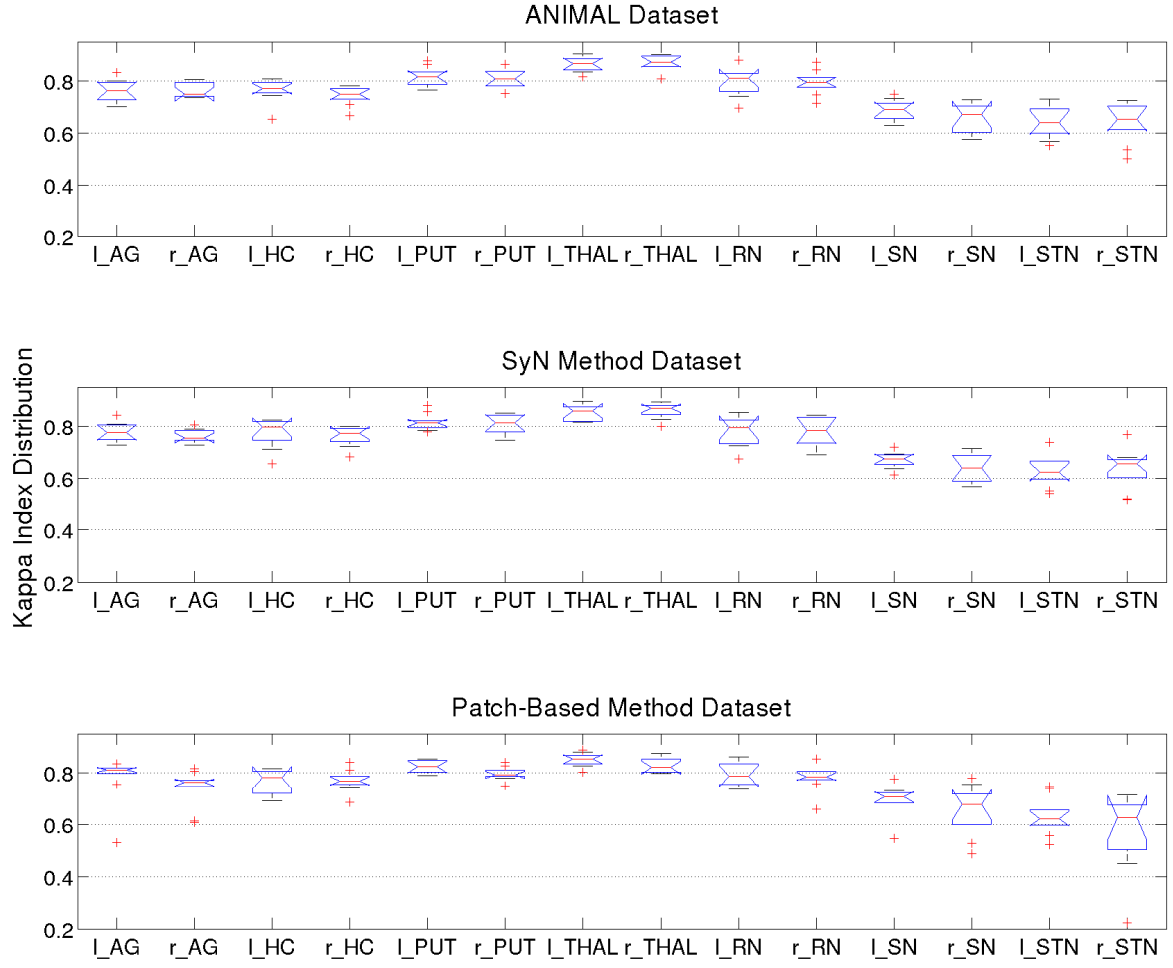 ANIMAL Dataset
0.8
0.6
0.4
0.2
l_AG r_AG l_HC r_HC l_PUT r_PUT l_THAL r_THAL l_RN r_RN l_SN r_SN l_STN r_STN
Kappa Index Distribution
SyN Method Dataset
0.8
0.6
0.4
0.2
l_AG r_AG l_HC r_HC l_PUT r_PUT l_THAL r_THAL l_RN r_RN l_SN r_SN l_STN r_STN
Patch-Based Method Dataset
0.8
0.6
0.4
0.2
l_AG r_AG l_HC r_HC l_PUT r_PUT l_THAL r_THAL l_RN r_RN l_SN r_SN l_STN r_STN